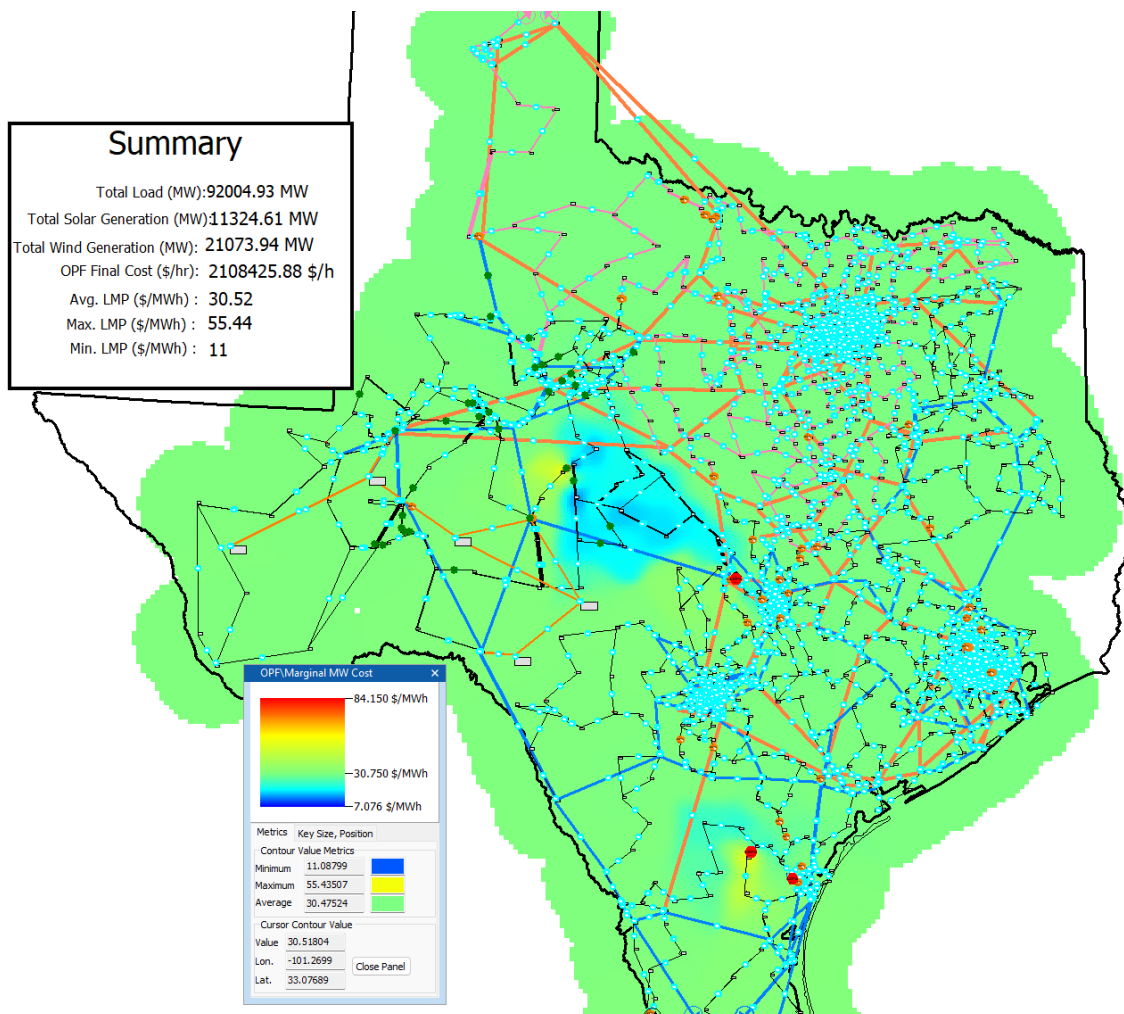 Summary
Total Load (MW):92004.93 MW
Total Solar Generation (MW):11324.61 MW
Total Wind Generation (MW): 21073.94 MW
OPF Final Cost ($/hr): 2108425.88 $/h
Avg. LMP ($/MWh) : 30.52
Max. LMP ($/MWh) : 55.44
Min. LMP ($/MWh) : 11
OPF\Marginal MW Cost
84.150 $/MWh
30.750 $/MWh
7.076 $/MWh
Metrics Key Size, Position
Contour Value Metrics
Minimum 11.08799
Maximum 55.43507
Average 30.47524
Cursor Contour Value
Value 30.51804
Lon. -101.2699
Close Panel
Lat. 33.07689